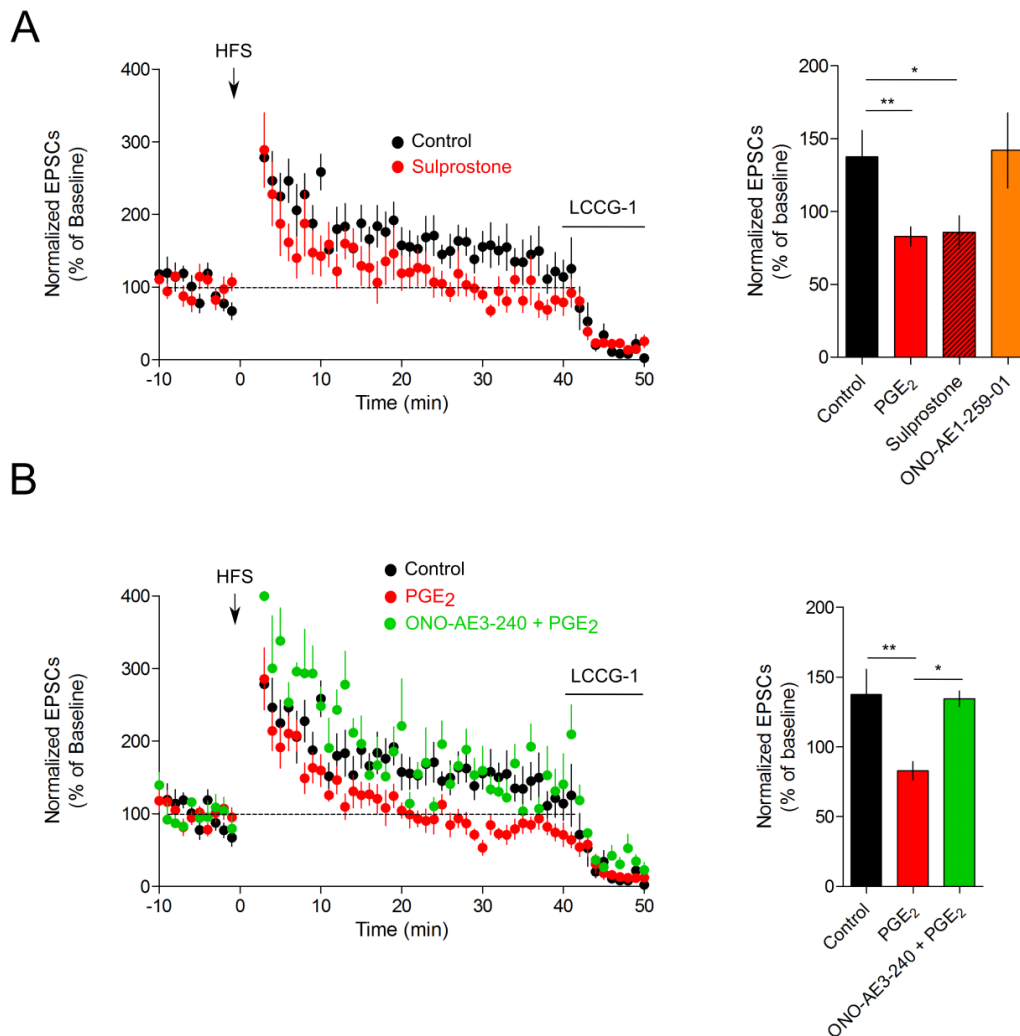 A
HFS
400
300
200
100
0
Normalized EPSCs
(% of Baseline)
Control
Sulprostone
LCCG-1
-10
0
10
20
30
40
50
Time (min)
200
150
100
50
0
Normalized EPSCs
(% of baseline)
*
**
Control
PGE₂
Sulprostone
ONO-AE1-259-01
B
HFS
400
300
200
100
0
Normalized EPSCs
(% of Baseline)
Control
PGE₂
ONO-AE3-240 + PGE₂
LCCG-1
-10
0
10
20
30
40
50
Time (min)
200
150
100
50
0
Normalized EPSCs
(% of baseline)
**
*
Control
PGE₂
ONO-AE3-240 + PGE₂